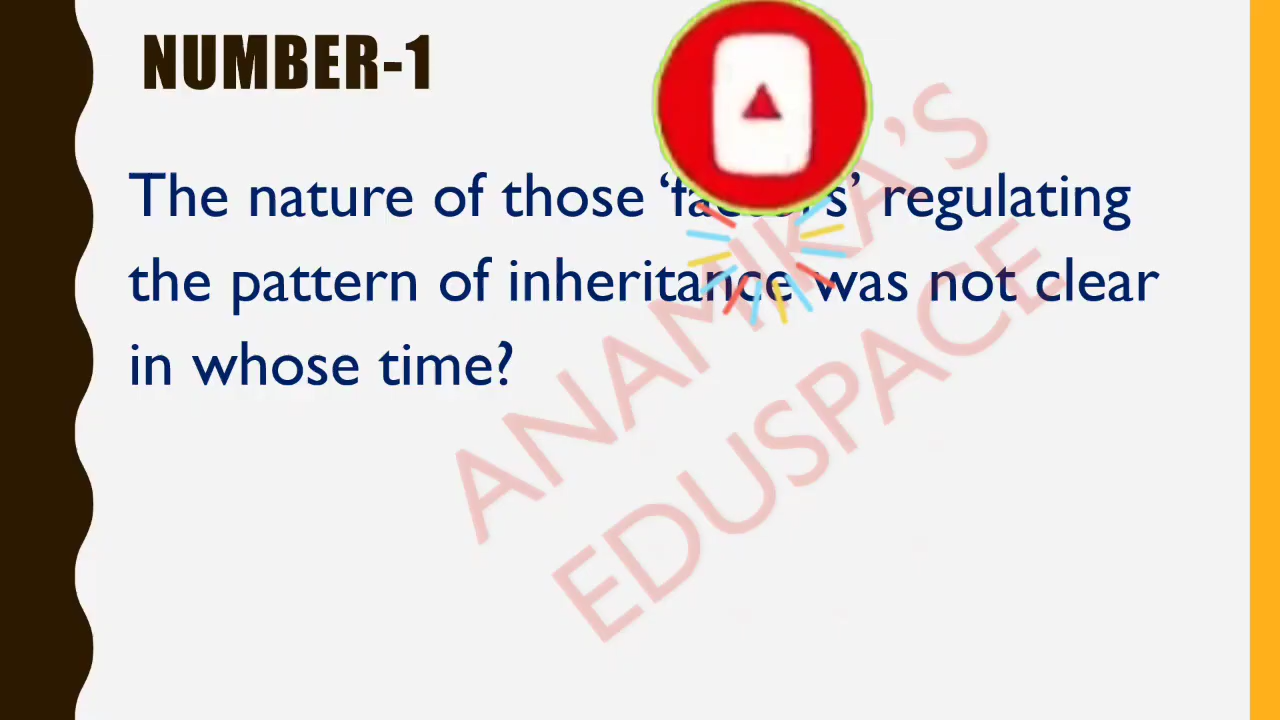 NUMBER-1
The nature of those ‘factors’ regulating
the pattern of inheritance was not clear
in whose time?
ANAMIKA’S
EDUSPACE